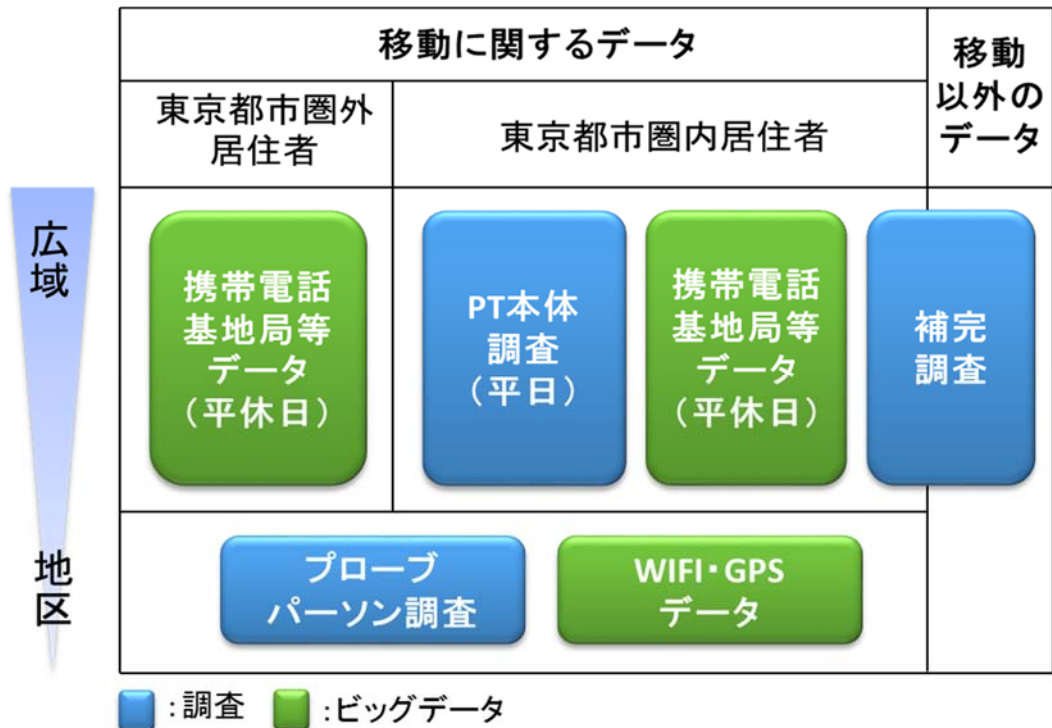 移動に関するデータ
移動
以外の
データ
東京都市圏外
居住者
東京都市圏内居住者
広
域
携帯電話
基地局等
データ
（平休日）
PT本体
調査
（平日）
携帯電話
基地局等
データ
（平休日）
補完
調査
地
区
プローブ
パーソン調査
WIFI・GPS
データ
：調査
：ビッグデータ